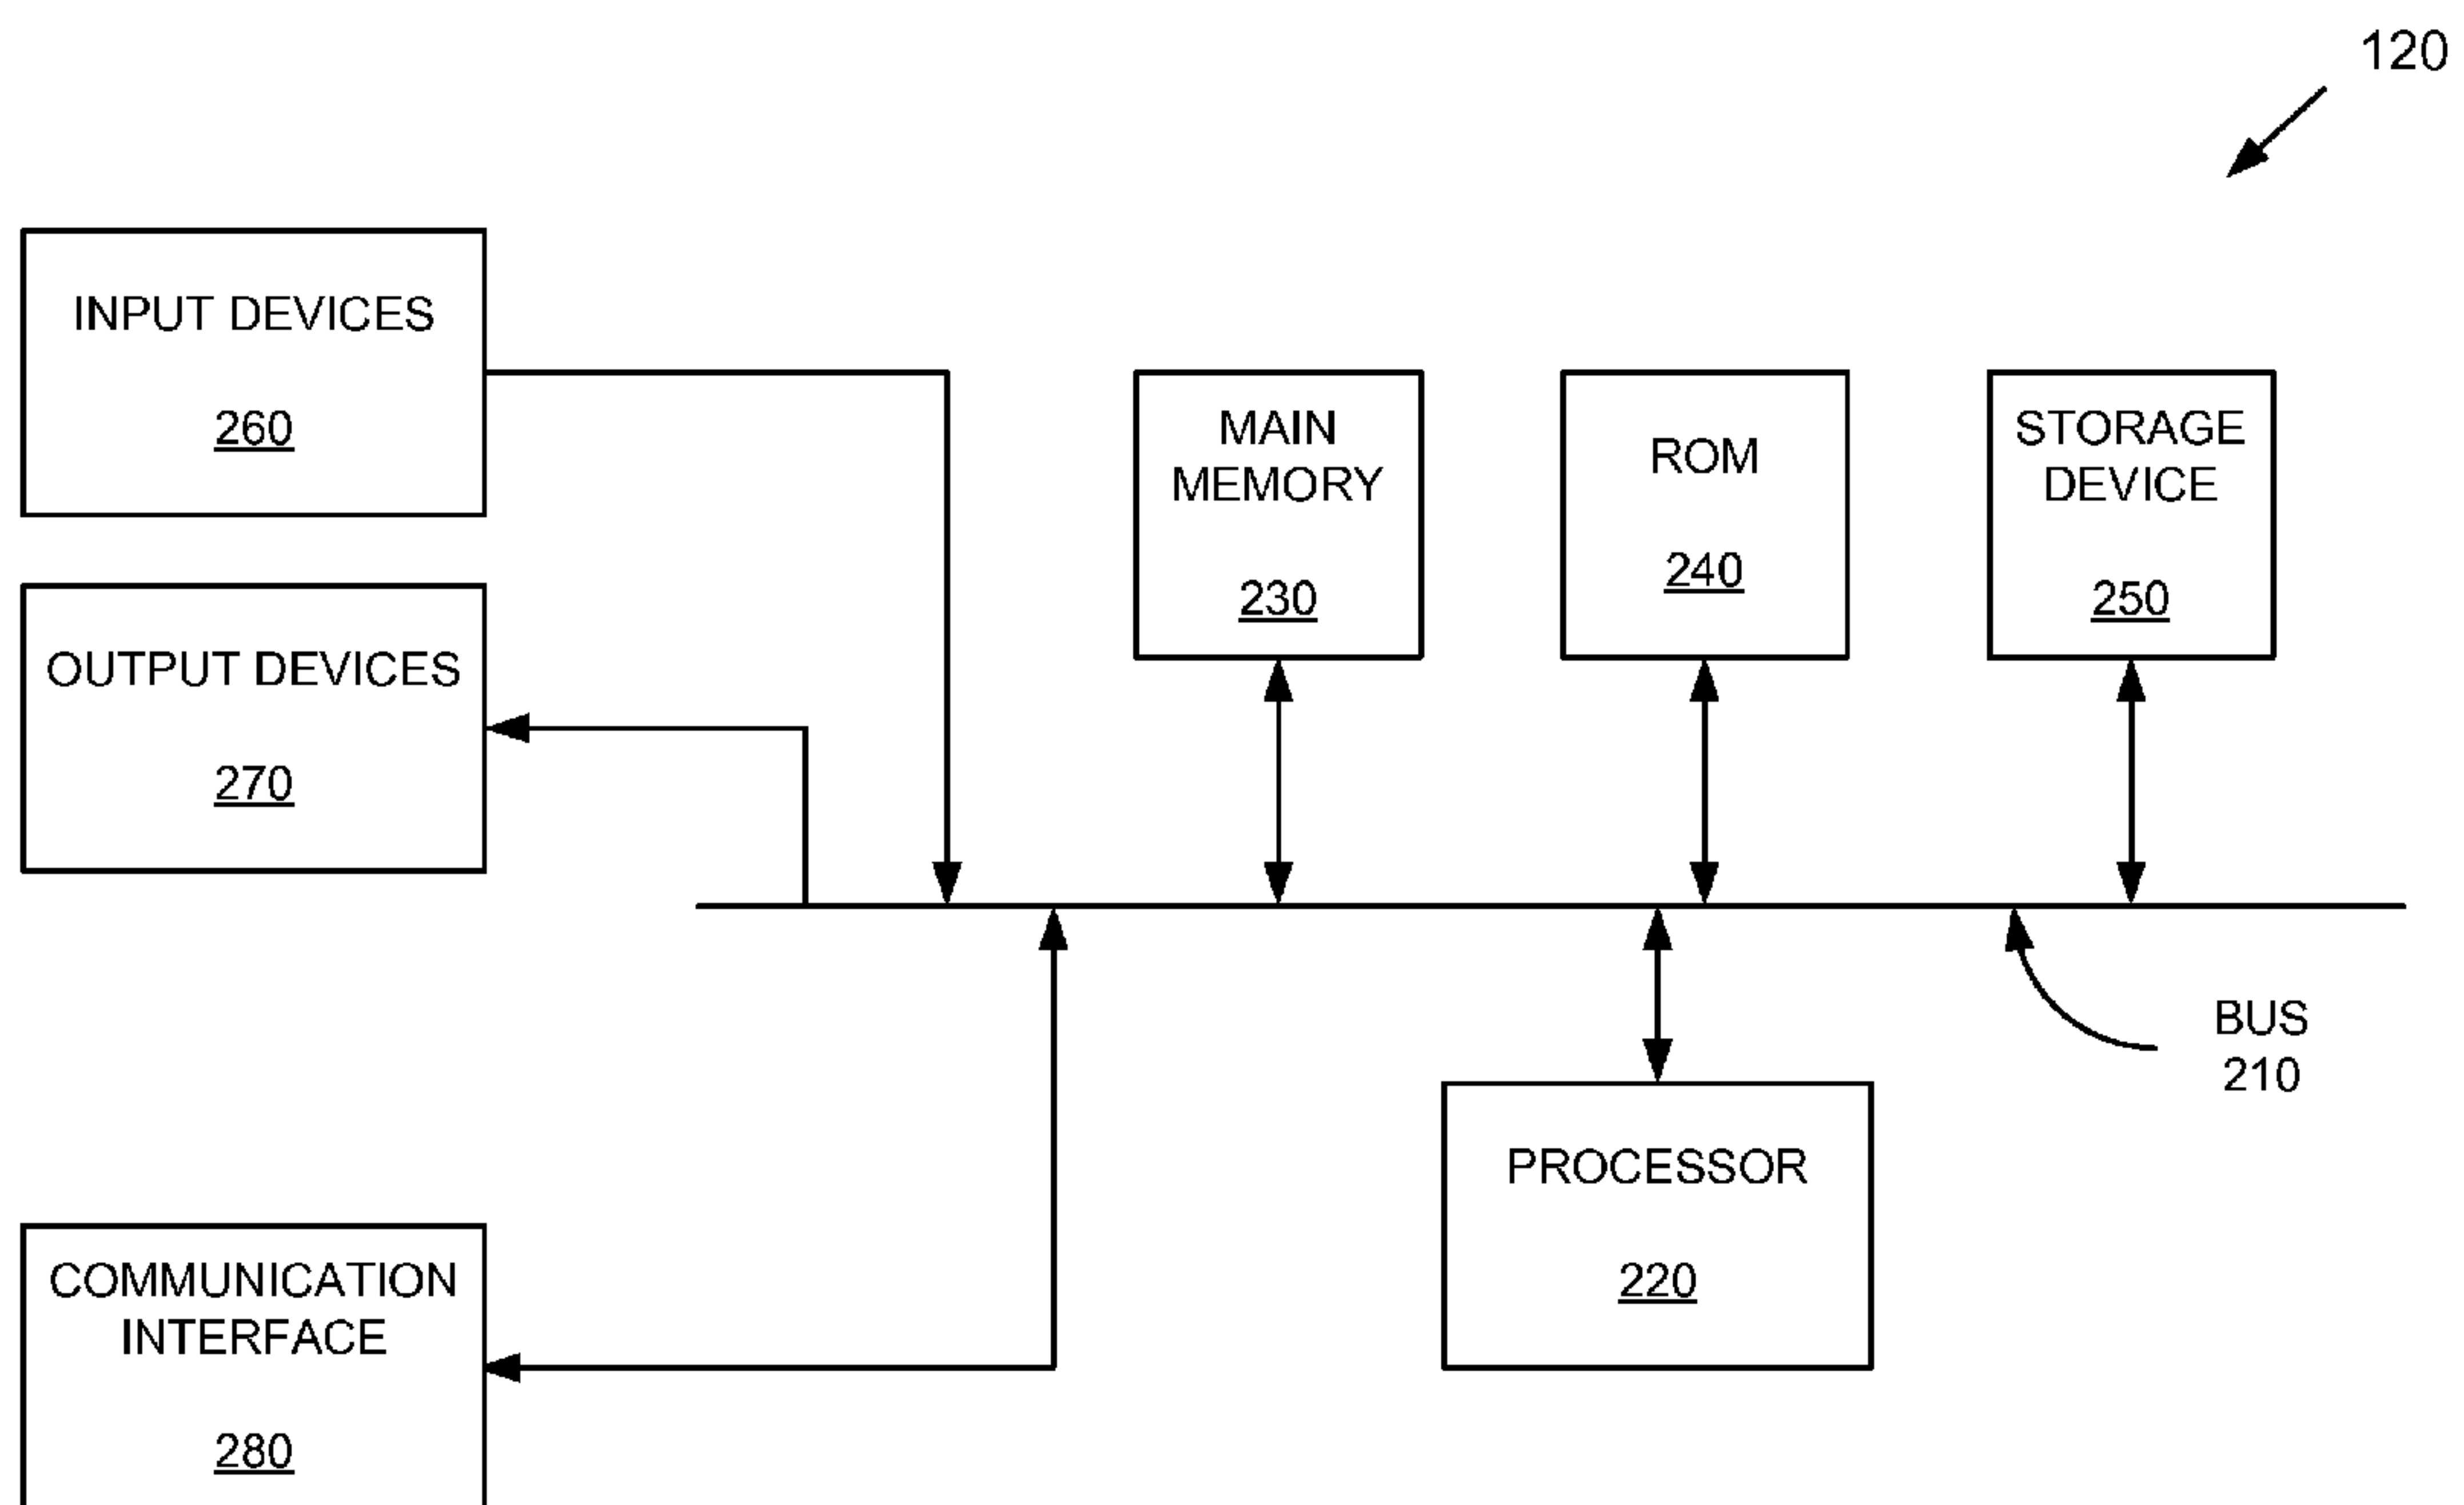 120
INPUT DEVICES
260
MAIN
MEMORY
230
ROM
240
STORAGE
DEVICE
250
OUTPUT DEVICES
270
BUS
210
PROCESSOR
220
COMMUNICATION
INTERFACE
280